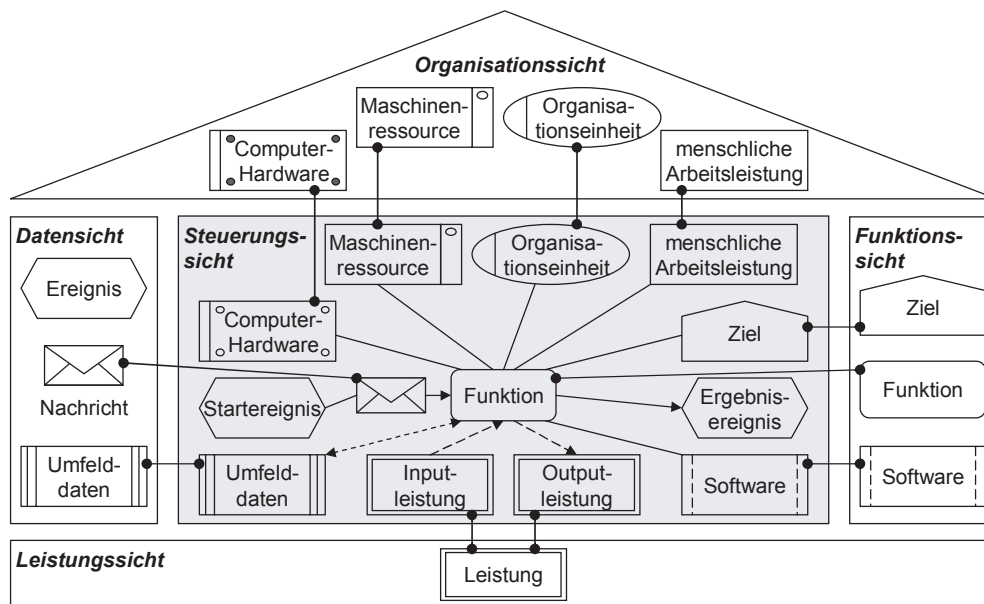 Organisationssicht
Maschinen-
ressource
Organisa-
tionseinheit
Computer-
Hardware
menschliche
Arbeitsleistung
Datensicht
Ereignis
Nachricht
Umfeld-
daten
Steuerungs-
sicht
Maschinen-
ressource
Organisa-
tionseinheit
menschliche
Arbeitsleistung
Computer-
Hardware
Ziel
Startereignis
Funktion
Ergebnis-
ereignis
Umfeld-
daten
Input-
leistung
Output-
leistung
Software
Funktions-
sicht
Ziel
Funktion
Software
Leistungssicht
Leistung